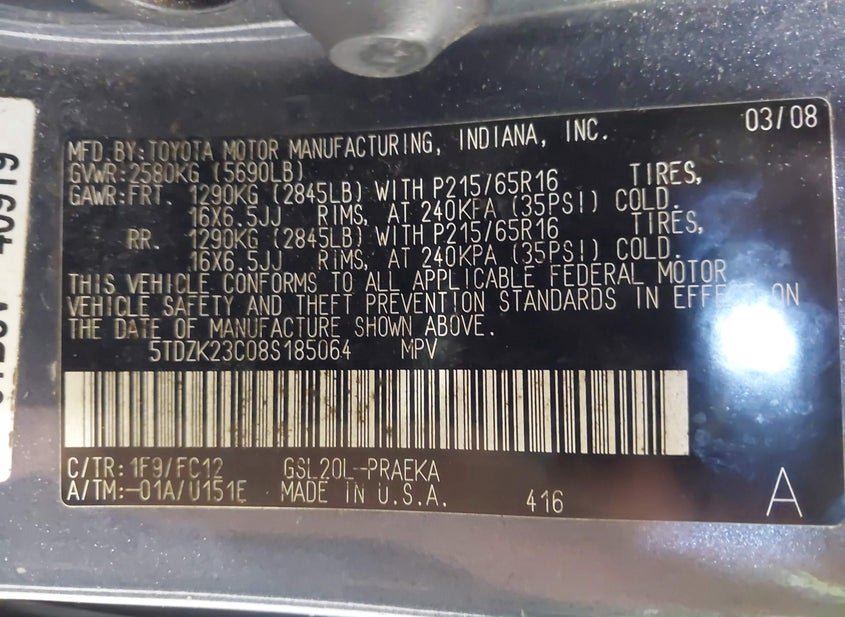 03/08
MFD.BY:TOYOTA MOTOR MANUFACTURING, INDIANA, INC.
GVWR:2580KG (5690LB)
GAWR:FRT. 1290KG (2845LB) WITH P215/65R16 TIRES,
16X6.5JJ RIMS, AT 240KPA (35PSI) COLD.
RR. 1290KG (2845LB) WITH P215/65R16 TIRES,
16X6.5JJ RIMS, AT 240KPA (35PSI) COLD.
THIS VEHICLE CONFORMS TO ALL APPLICABLE FEDERAL MOTOR
VEHICLE SAFETY AND THEFT PREVENTION STANDARDS IN EFFECT ON
THE DATE OF MANUFACTURE SHOWN ABOVE.
5TDZK23C08S185064 MPV
C/TR:1F9/FC12 GSL20L-PRAEKA
A/TM:-01A/U151E MADE IN U.S.A. 416
A